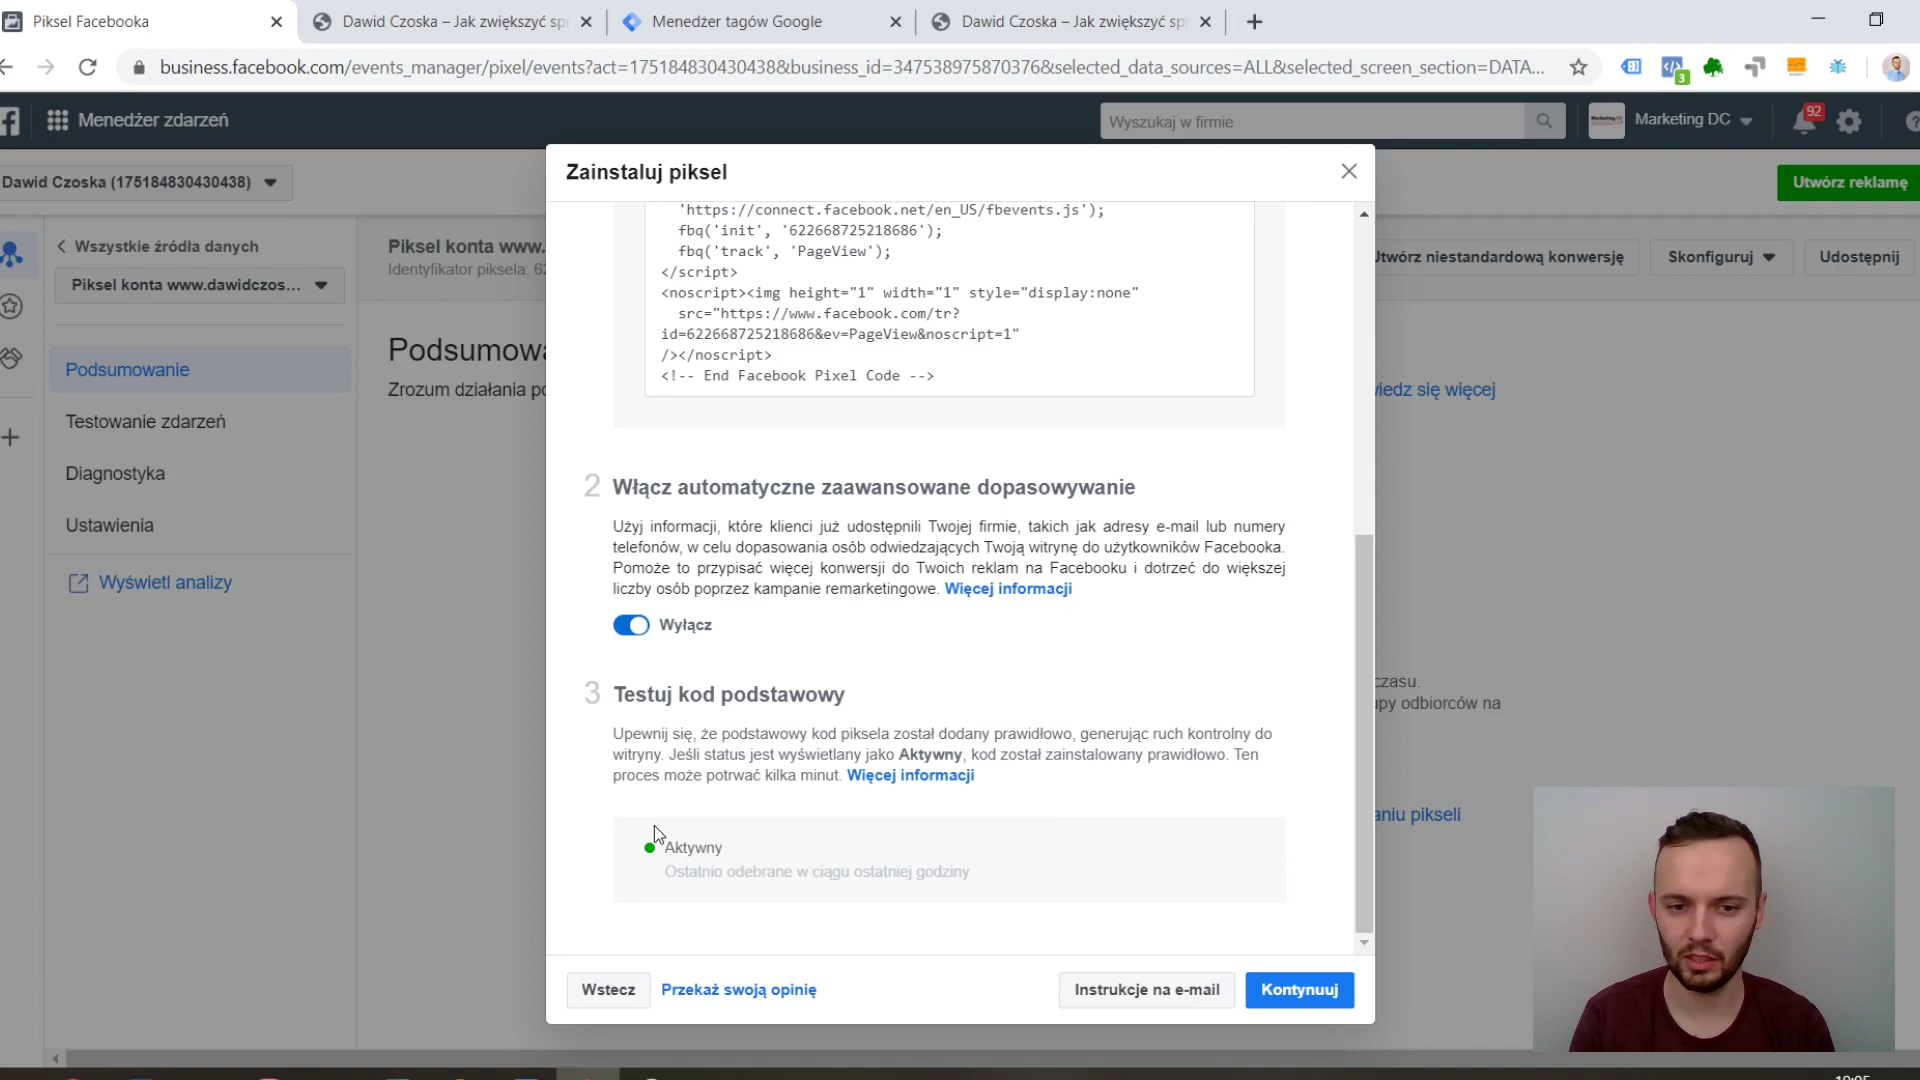 Piksel Facebooka
Dawid Czoska – Jak zwiększyć sp
Menedżer tagów Google
Dawid Czoska – Jak zwiększyć sp
business.facebook.com/events_manager/pixel/events?act=175184830430438&business_id=347538975870376&selected_data_sources=ALL&selected_screen_section=DATA...
3
Menedżer zdarzeń
Wyszukaj w firmie
Marketing DC
92
Dawid Czoska (175184830430438)
Utwórz reklamę
Wszystkie źródła danych
Piksel konta www.dawidczos...
Piksel konta www.
Identyfikator piksela: 6
Utwórz niestandardową konwersję
Skonfiguruj
Udostępnij
Podsumowanie
Testowanie zdarzeń
Diagnostyka
Ustawienia
Wyświetl analizy
Podsumowa
Zrozum działania po
wiedz się więcej
czasu.
upy odbiorców na
aniu pikseli
Zainstaluj piksel
'https://connect.facebook.net/en_US/fbevents.js');
fbq('init', '622668725218686');
fbq('track', 'PageView');
</script>
<noscript><img height="1" width="1" style="display:none"
src="https://www.facebook.com/tr?
id=622668725218686&ev=PageView&noscript=1"
/></noscript>
<!-- End Facebook Pixel Code -->
2 Włącz automatyczne zaawansowane dopasowywanie
Użyj informacji, które klienci już udostępnili Twojej firmie, takich jak adresy e-mail lub numery
telefonów, w celu dopasowania osób odwiedzających Twoją witrynę do użytkowników Facebooka.
Pomoże to przypisać więcej konwersji do Twoich reklam na Facebooku i dotrzeć do większej
liczby osób poprzez kampanie remarketingowe. Więcej informacji
Wyłącz
3 Testuj kod podstawowy
Upewnij się, że podstawowy kod piksela został dodany prawidłowo, generując ruch kontrolny do
witryny. Jeśli status jest wyświetlany jako Aktywny, kod został zainstalowany prawidłowo. Ten
proces może potrwać kilka minut. Więcej informacji
Aktywny
Ostatnio odebrane w ciągu ostatniej godziny
Wstecz
Przekaż swoją opinię
Instrukcje na e-mail
Kontynuuj